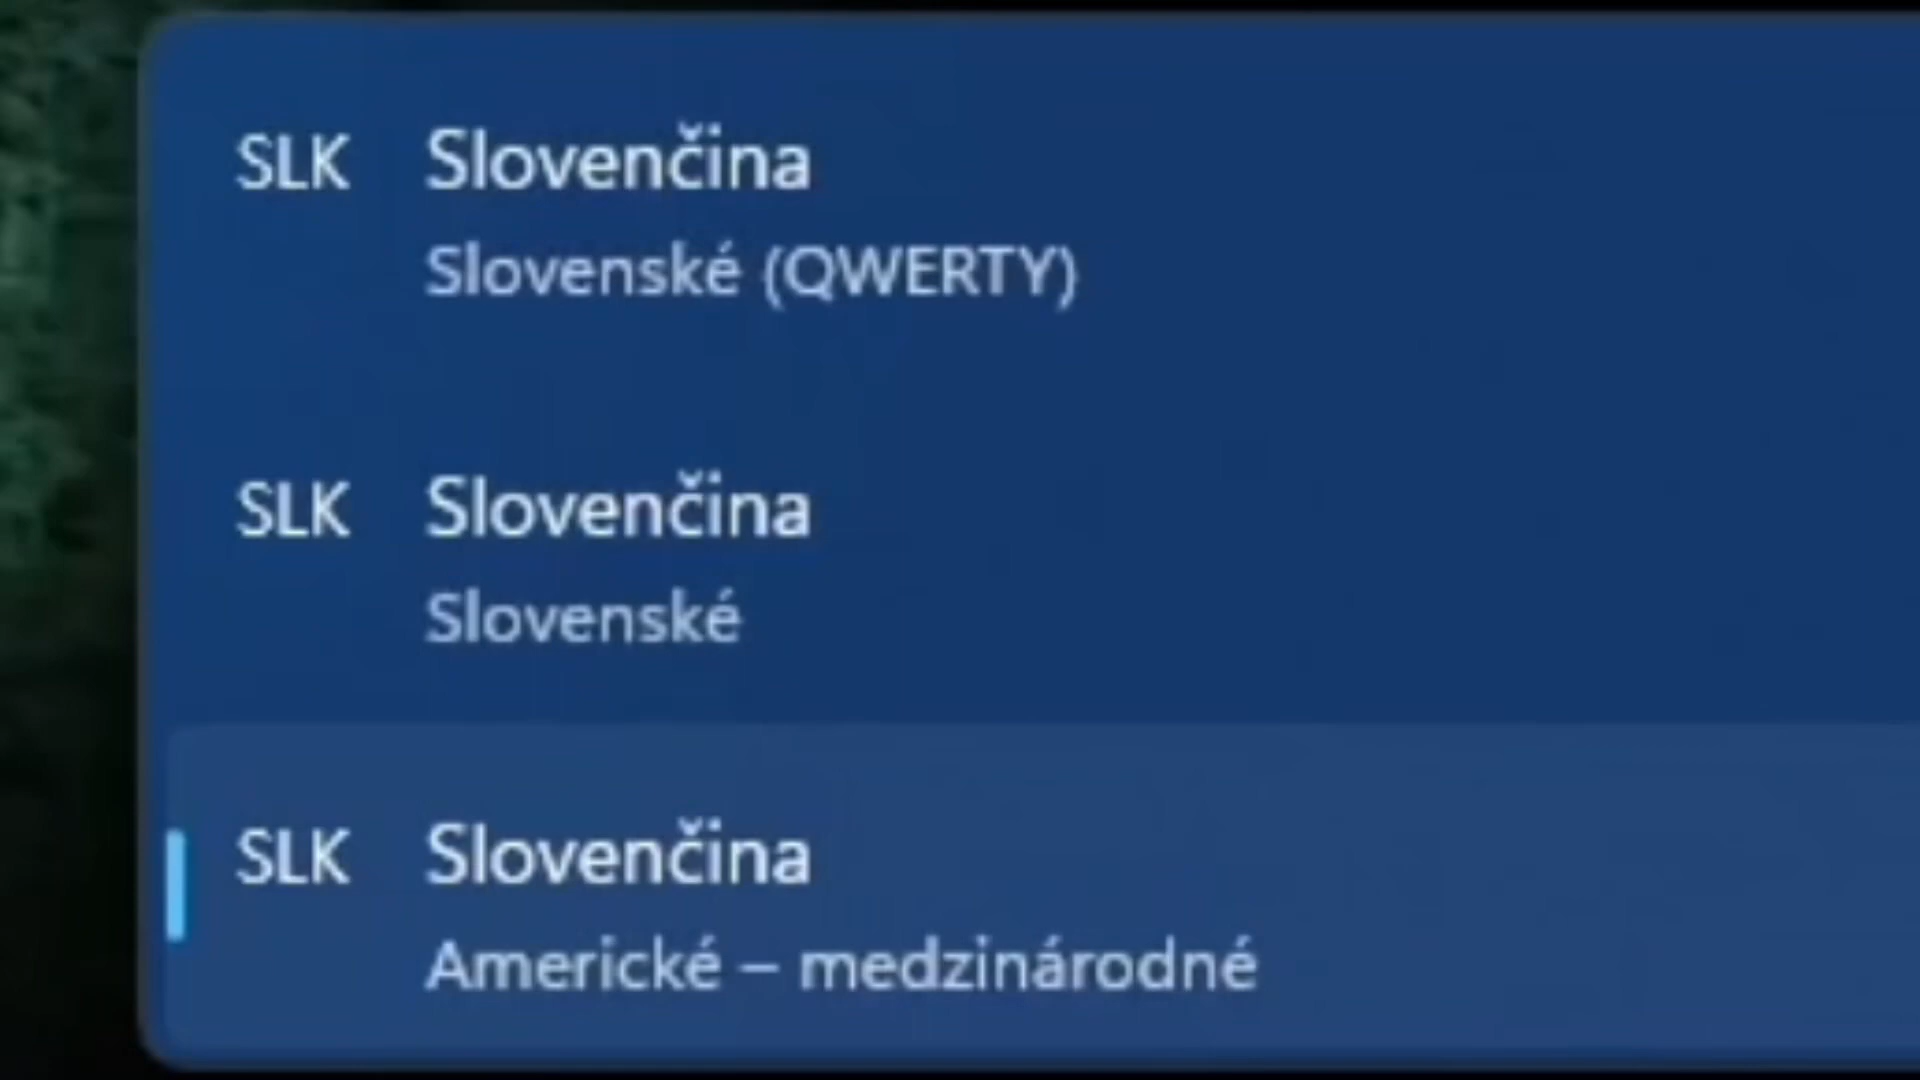 SLK Slovenčina
Slovenské (QWERTY)
SLK Slovenčina
Slovenské
SLK Slovenčina
Americké – medzinárodné